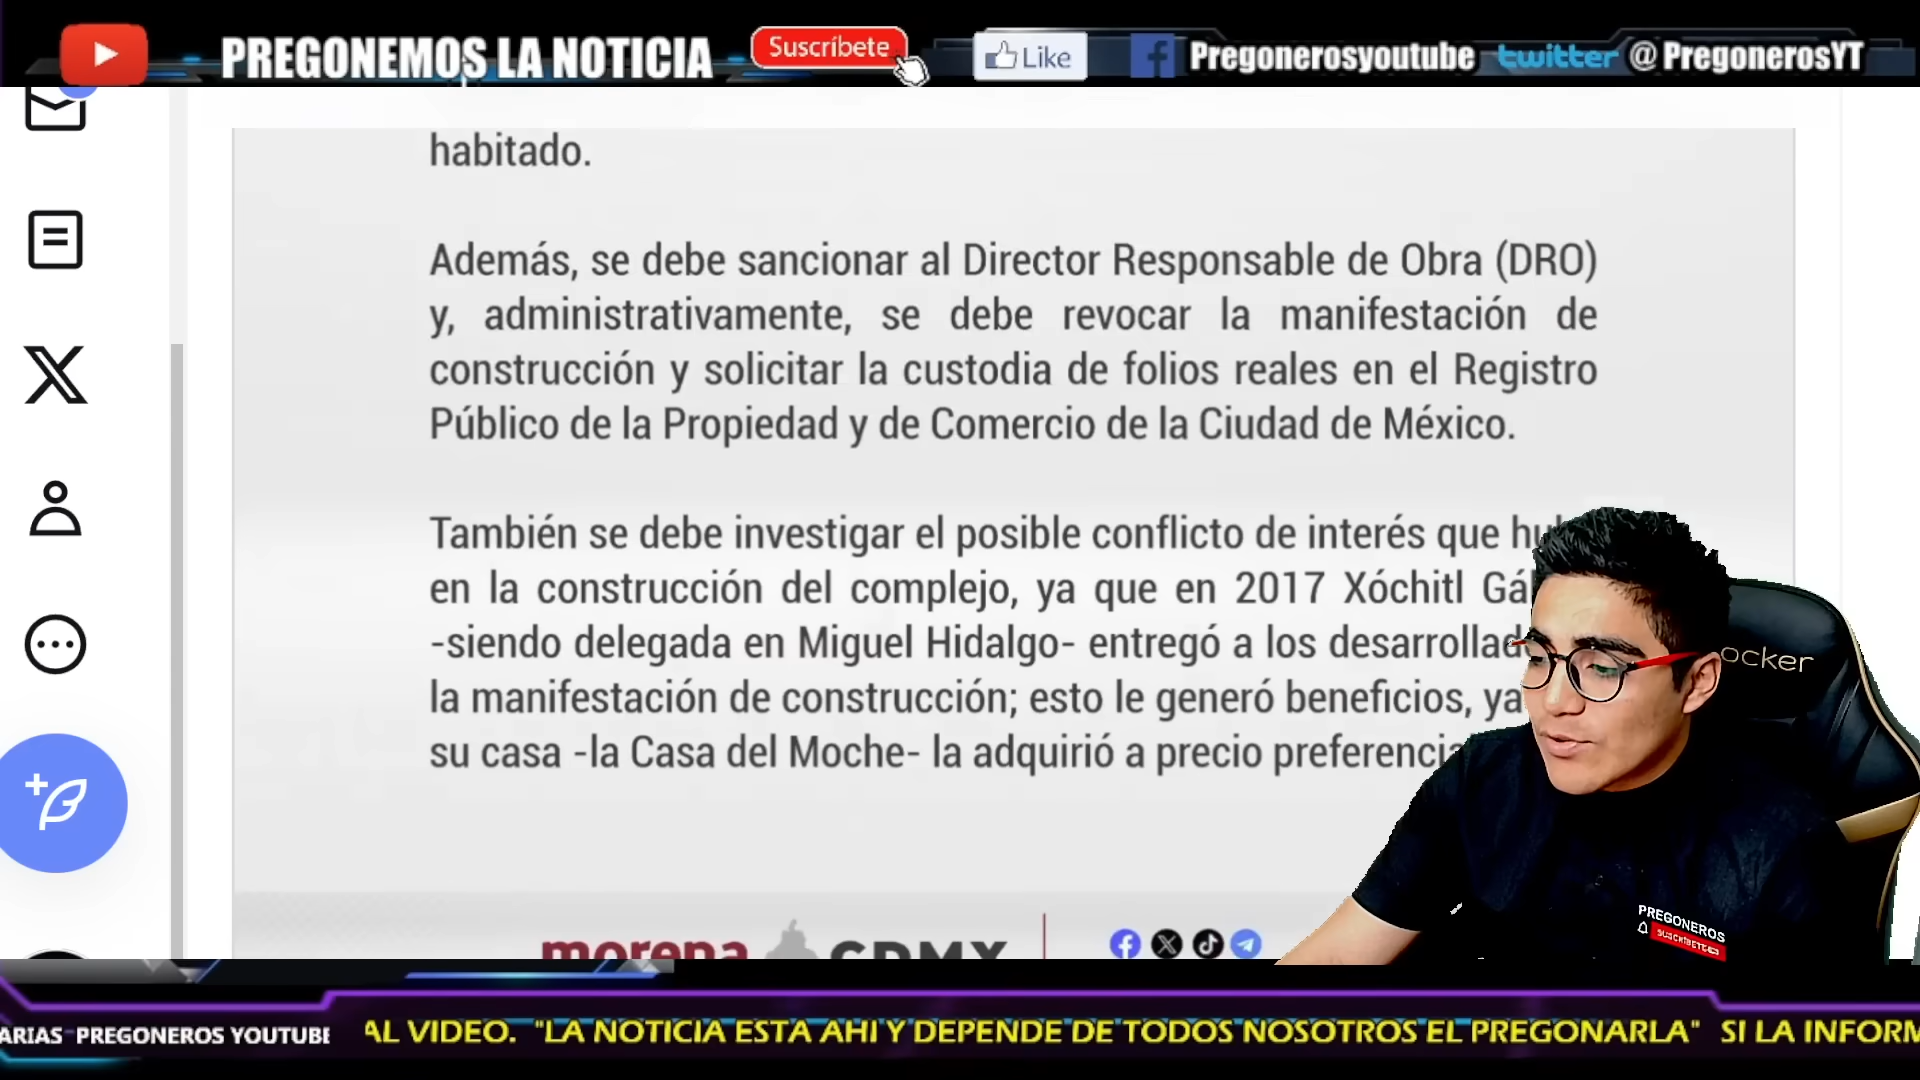 PREGONEMOS LA NOTICIA
Suscríbete
Like
Pregonerosyoutube
twitter @PregonerosYT
habitado.
Además, se debe sancionar al Director Responsable de Obra (DRO)
y, administrativamente, se debe revocar la manifestación de
construcción y solicitar la custodia de folios reales en el Registro
Público de la Propiedad y de Comercio de la Ciudad de México.
También se debe investigar el posible conflicto de interés que
en la construcción del complejo, ya que en 2017 Xóchitl
-siendo delegada en Miguel Hidalgo- entregó a los
la manifestación de construcción; esto le generó beneficios, ya
su casa -la Casa del Moche- la adquirió a precio
ocker
PREGONEROS
SUSCRIBETE
morena CDMX
ARIAS PREGONEROS YOUTUBE
AL VIDEO. "LA NOTICIA ESTA AHI Y DEPENDE DE TODOS NOSOTROS EL PREGONARLA" SI LA INFORM